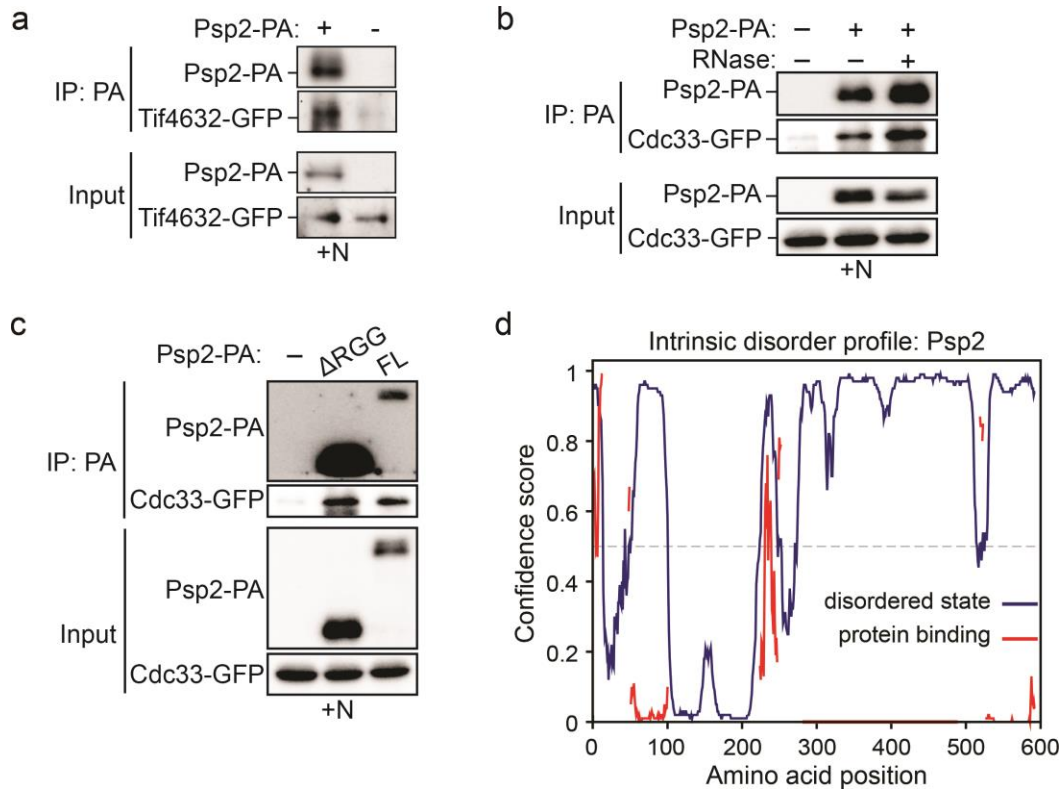 a
Psp2-PA: + -
IP: PA
Psp2-PA
Tif4632-GFP
Input
Psp2-PA
Tif4632-GFP
+N
b
Psp2-PA: – + +
RNase: – – +
IP: PA
Psp2-PA
Cdc33-GFP
Input
Psp2-PA
Cdc33-GFP
+N
c
Psp2-PA: – ΔRGG FL
IP: PA
Psp2-PA
Cdc33-GFP
Input
Psp2-PA
Cdc33-GFP
+N
d
Intrinsic disorder profile: Psp2
Confidence score
1
0.8
0.6
0.4
0.2
0
disordered state
protein binding
0 100 200 300 400 500 600
Amino acid position